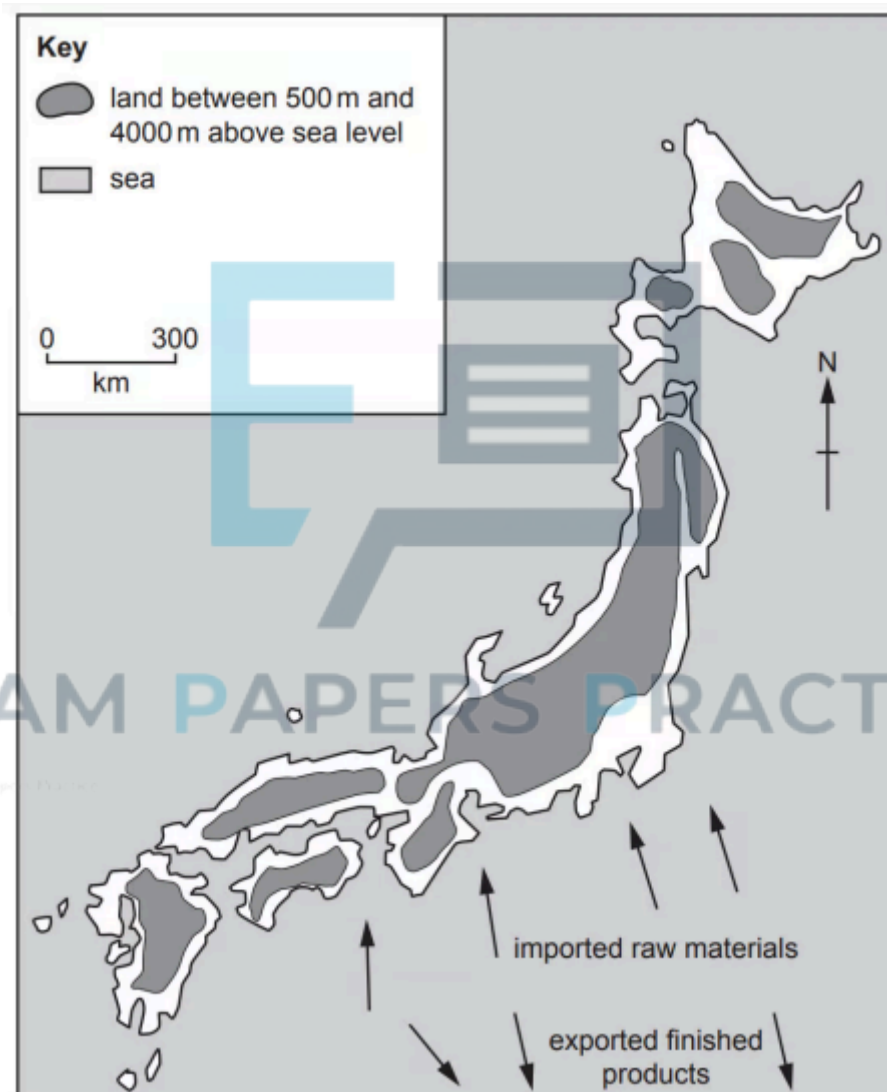 Key
land between 500 m and
4000 m above sea level
sea
0 300
km
N
AM PAPERS PRACT
imported raw materials
exported finished
products